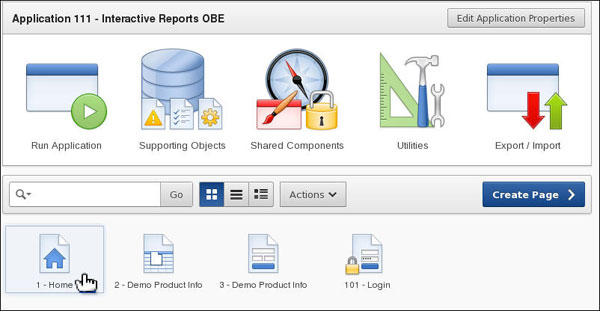 Application 111 - Interactive Reports OBE
Edit Application Properties
Run Application
Supporting Objects
Shared Components
Utilities
Export / Import
Go
Actions
Create Page
1 - Home
2 - Demo Product Info
3 - Demo Product Info
101 - Login